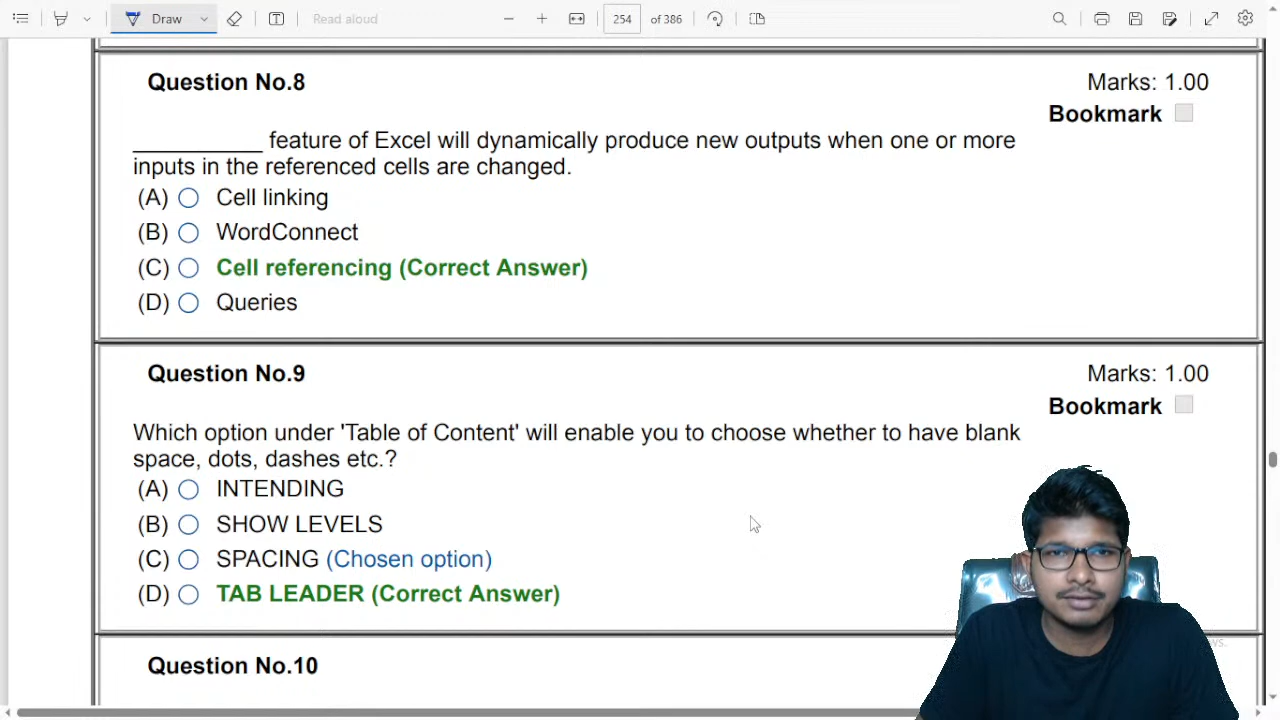 Draw
Read aloud
254 of 386
Question No.8
Marks: 1.00
Bookmark
___________ feature of Excel will dynamically produce new outputs when one or more
inputs in the referenced cells are changed.
(A) Cell linking
(B) WordConnect
(C) Cell referencing (Correct Answer)
(D) Queries
Question No.9
Marks: 1.00
Bookmark
Which option under 'Table of Content' will enable you to choose whether to have blank
space, dots, dashes etc.?
(A) INTENDING
(B) SHOW LEVELS
(C) SPACING (Chosen option)
(D) TAB LEADER (Correct Answer)
Question No.10